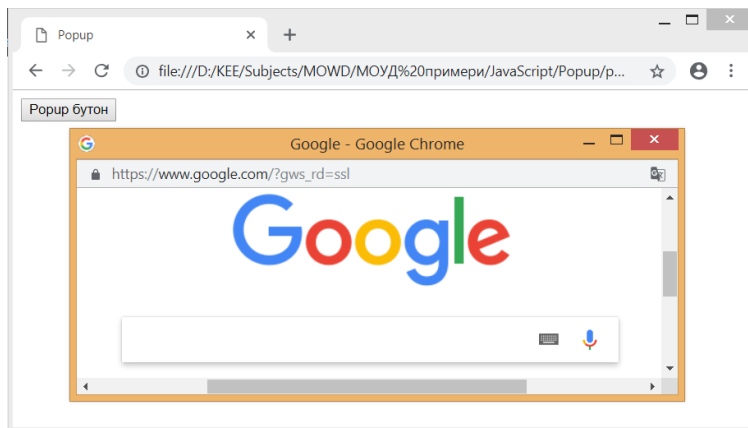 Popup
file:///D:/KEE/Subjects/MOWD/МОУД%20примери/JavaScript/Popup/p...
Popup бутон
Google - Google Chrome
https://www.google.com/?gws_rd=ssl
Google